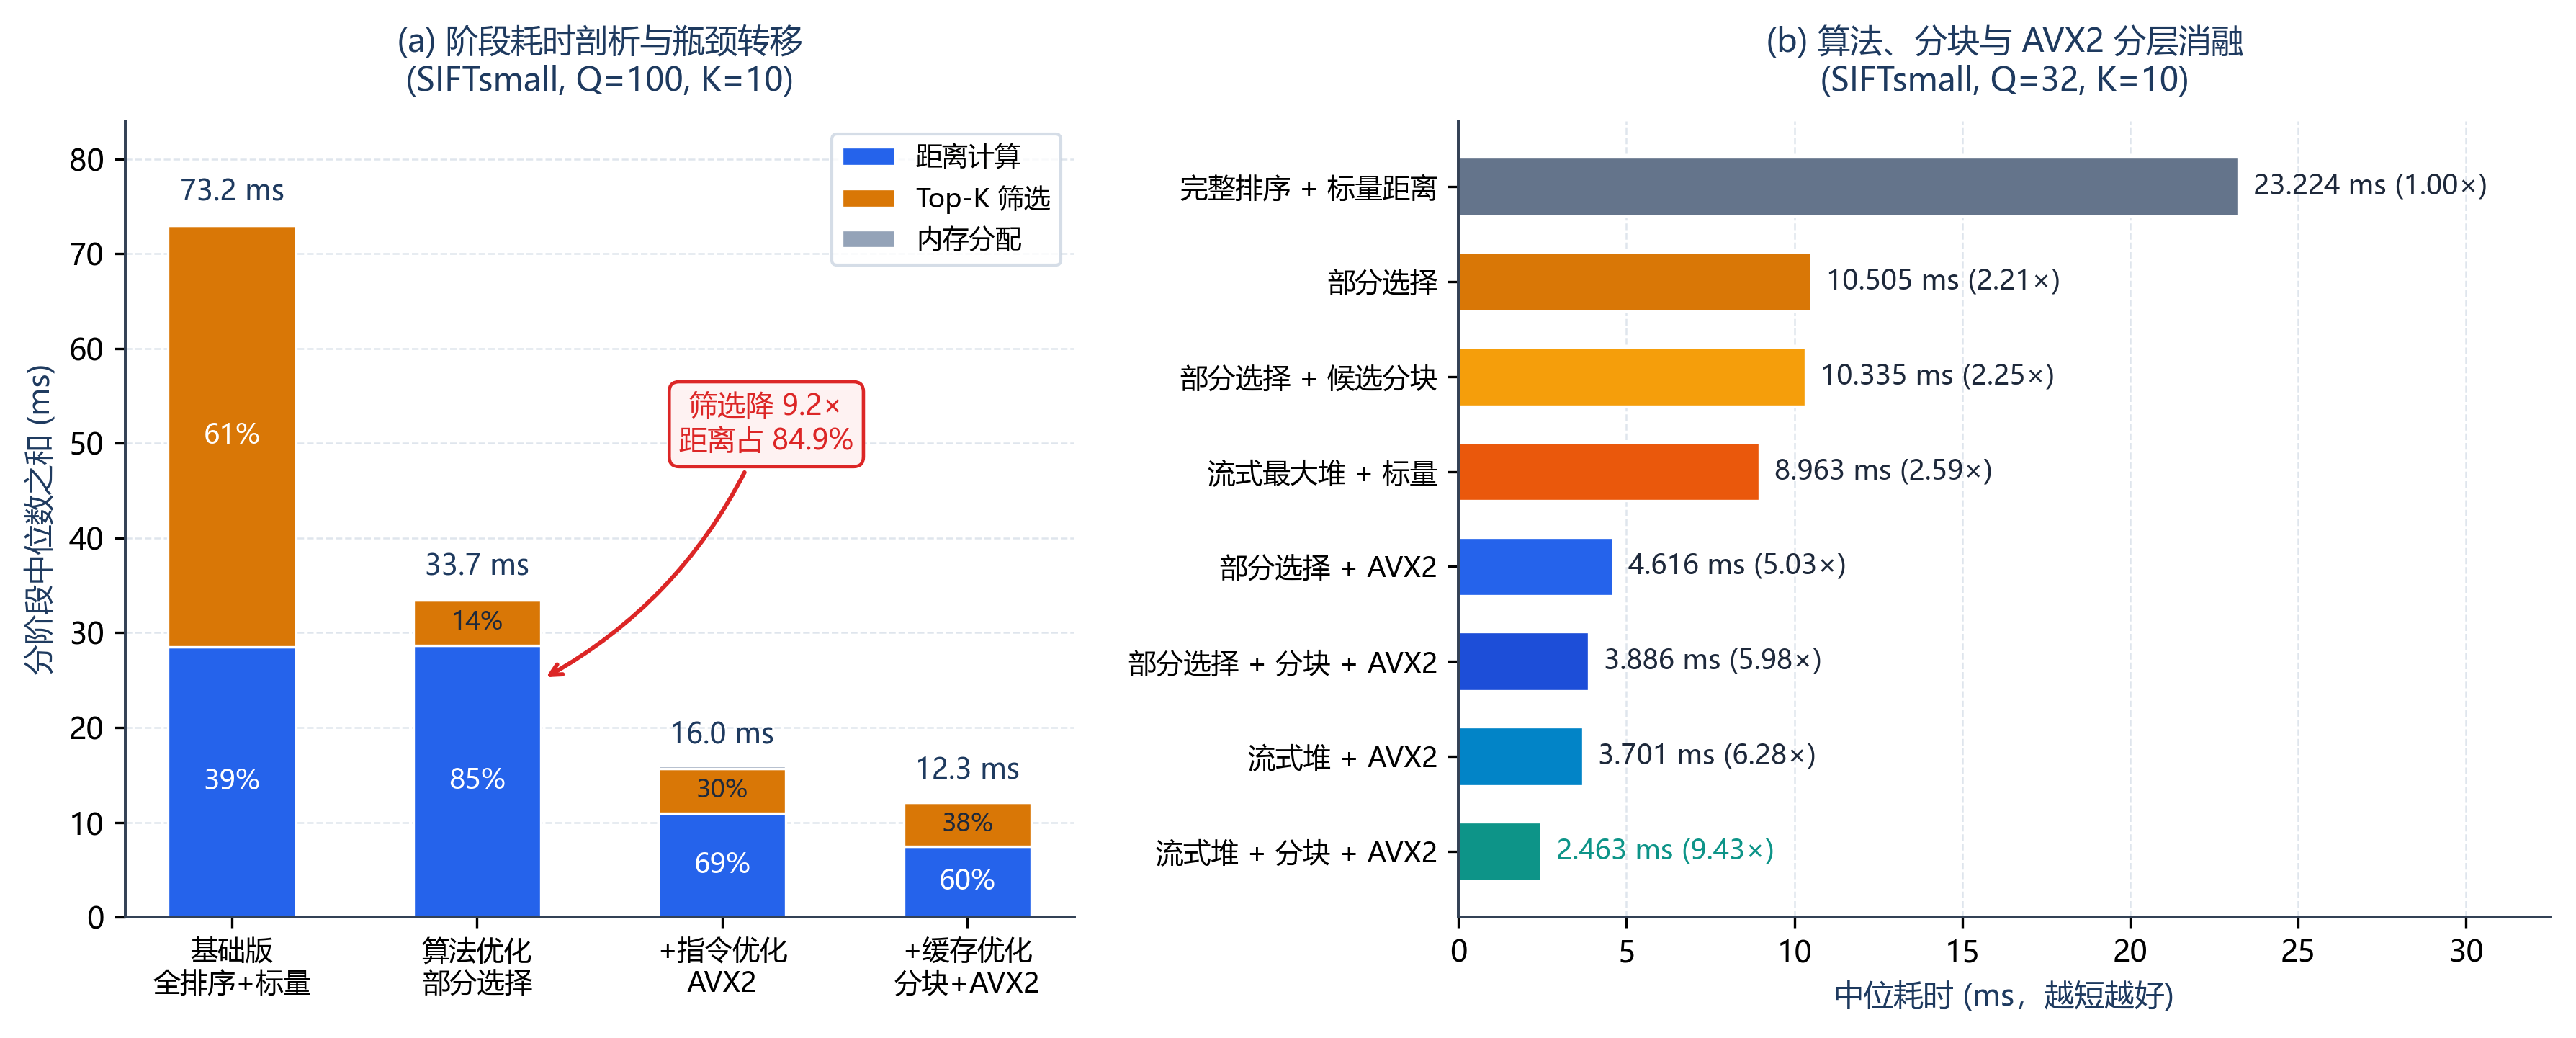 (a) 阶段耗时剖析与瓶颈转移
(SIFTsmall, Q=100, K=10)
分阶段中位数之和 (ms)
80
70
60
50
40
30
20
10
0
距离计算
Top-K 筛选
内存分配
73.2 ms
61%
39%
33.7 ms
14%
85%
16.0 ms
30%
69%
12.3 ms
38%
60%
筛选降 9.2×
距离占 84.9%
基础版
全排序+标量
算法优化
部分选择
+指令优化
AVX2
+缓存优化
分块+AVX2
(b) 算法、分块与 AVX2 分层消融
(SIFTsmall, Q=32, K=10)
完整排序 + 标量距离
23.224 ms (1.00×)
部分选择
10.505 ms (2.21×)
部分选择 + 候选分块
10.335 ms (2.25×)
流式最大堆 + 标量
8.963 ms (2.59×)
部分选择 + AVX2
4.616 ms (5.03×)
部分选择 + 分块 + AVX2
3.886 ms (5.98×)
流式堆 + AVX2
3.701 ms (6.28×)
流式堆 + 分块 + AVX2
2.463 ms (9.43×)
0
5
10
15
20
25
30
中位耗时 (ms，越短越好)